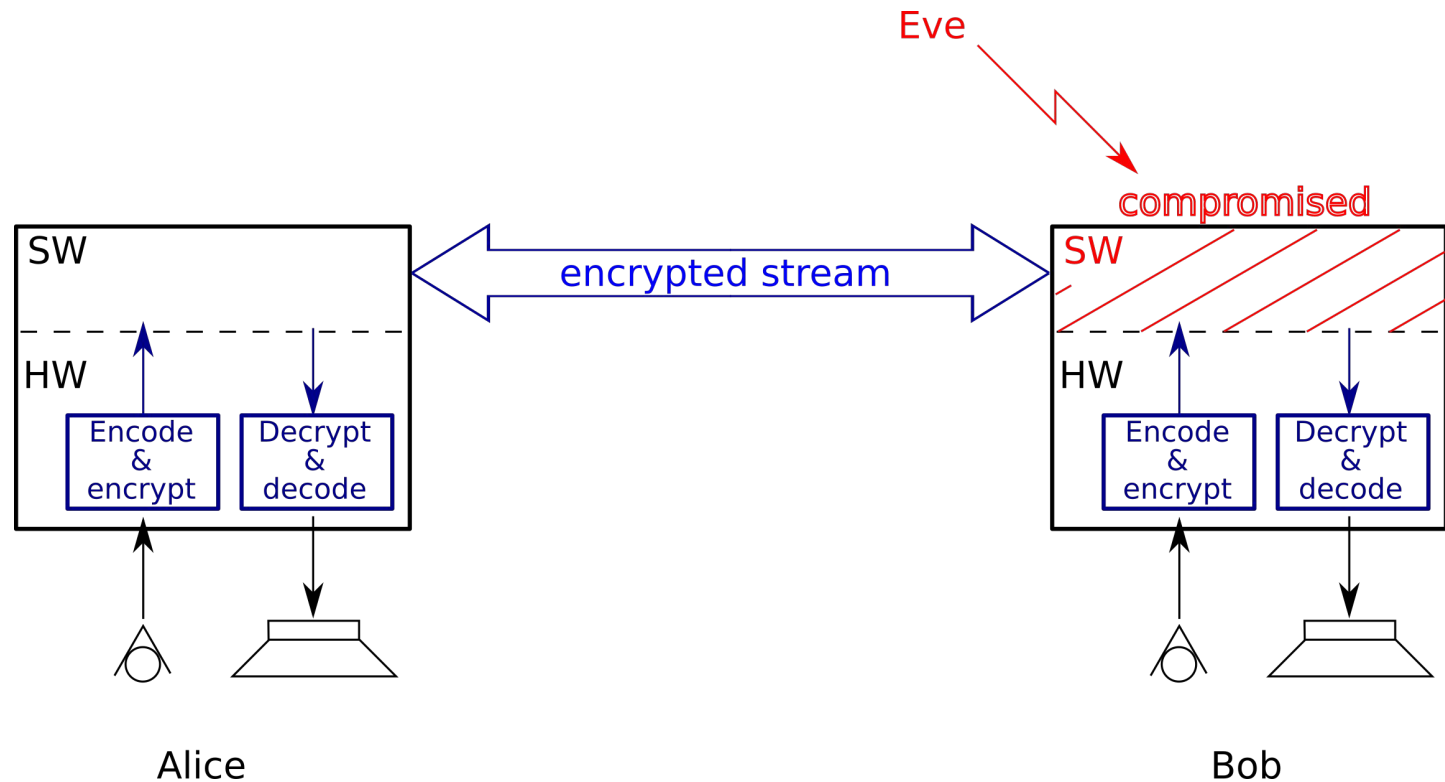 Eve
compromised
SW
encrypted stream
SW
HW
HW
Encode
&
encrypt
Decrypt
&
decode
Encode
&
encrypt
Decrypt
&
decode
Alice
Bob